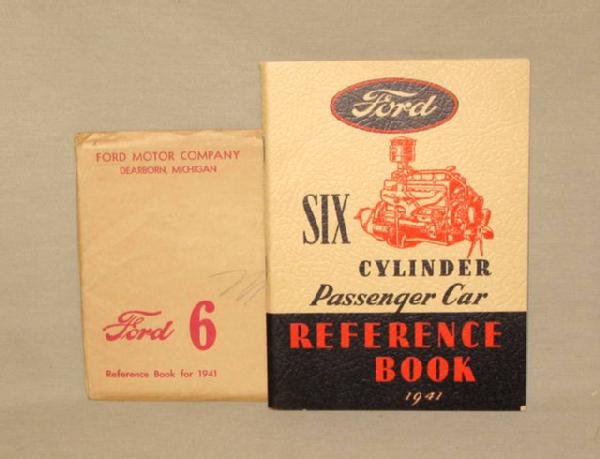 FORD MOTOR COMPANY
DEARBORN, MICHIGAN
Ford 6
Reference Book for 1941
Ford
SIX
CYLINDER
Passenger Car
REFERENCE
BOOK
1941